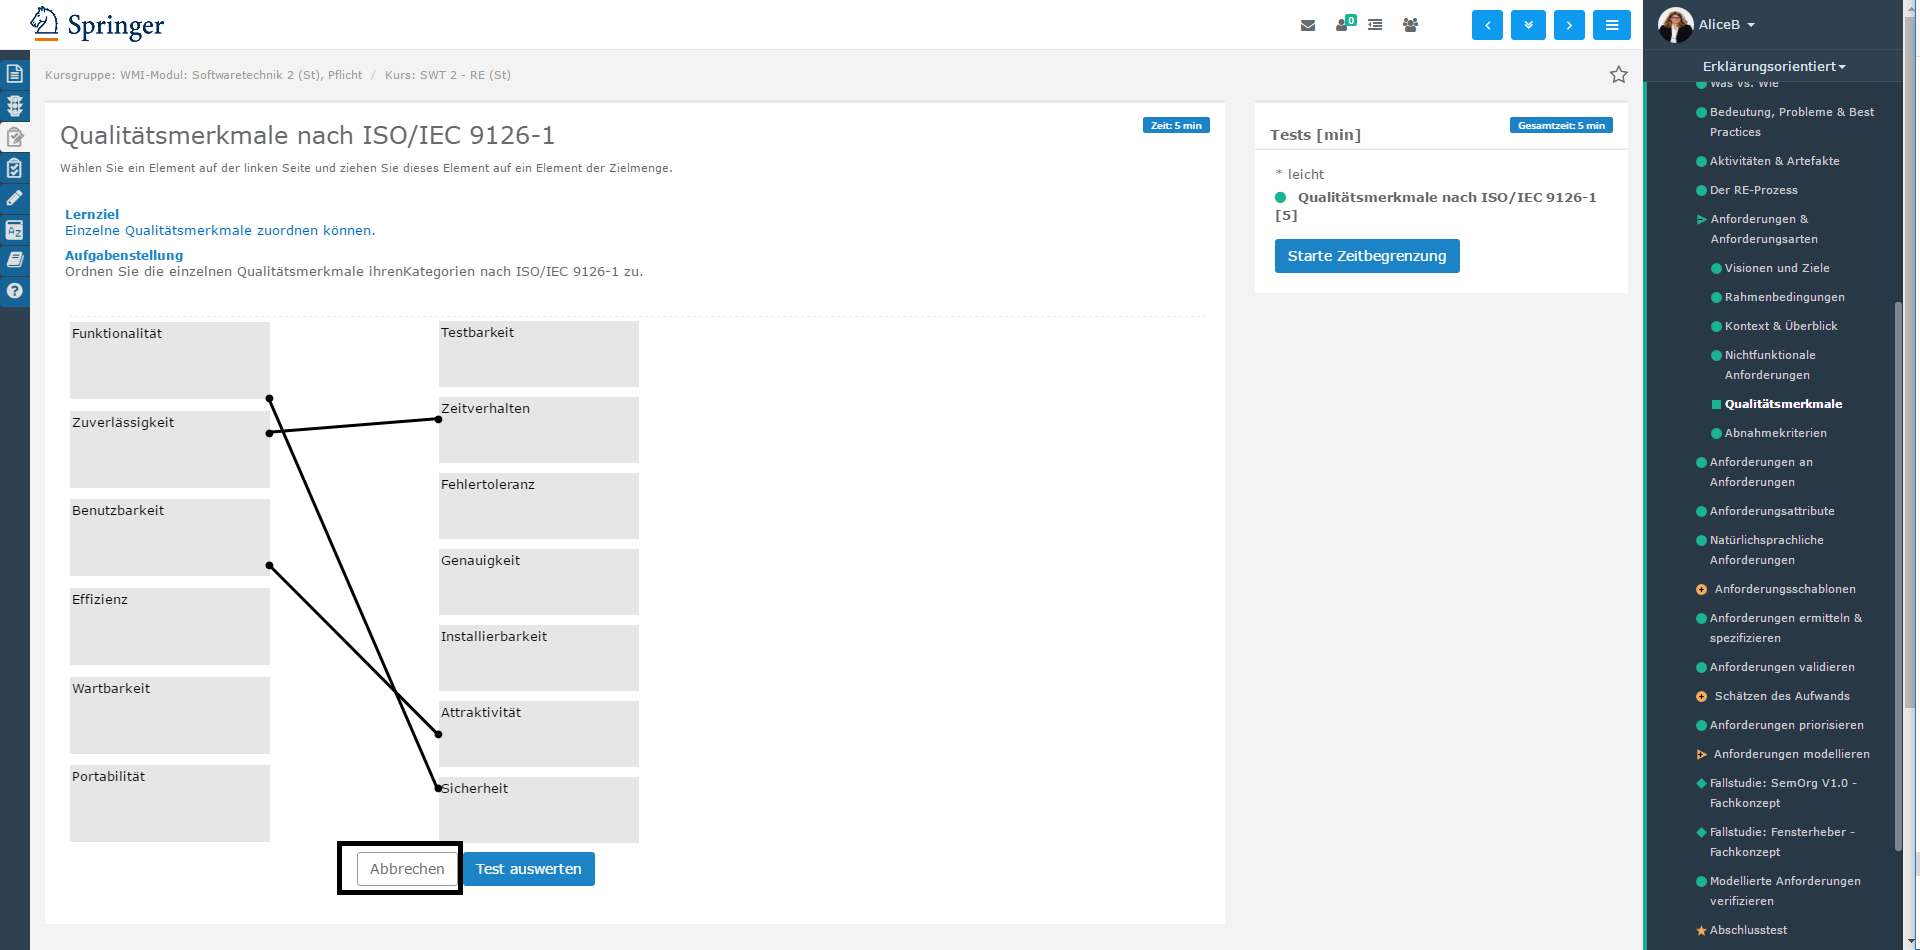 Springer
0
AliceB
Erklärungsorientiert
Kursgruppe: WMI-Modul: Softwaretechnik 2 (St), Pflicht / Kurs: SWT 2 - RE (St)
Qualitätsmerkmale nach ISO/IEC 9126-1
Zeit: 5 min
Wählen Sie ein Element auf der linken Seite und ziehen Sie dieses Element auf ein Element der Zielmenge.
Lernziel
Einzelne Qualitätsmerkmale zuordnen können.
Aufgabenstellung
Ordnen Sie die einzelnen Qualitätsmerkmale ihrenKategorien nach ISO/IEC 9126-1 zu.
Funktionalität
Zuverlässigkeit
Benutzbarkeit
Effizienz
Wartbarkeit
Portabilität
Testbarkeit
Zeitverhalten
Fehlertoleranz
Genauigkeit
Installierbarkeit
Attraktivität
Sicherheit
Abbrechen
Test auswerten
Tests [min]
Gesamtzeit: 5 min
* leicht
Qualitätsmerkmale nach ISO/IEC 9126-1
[5]
Starte Zeitbegrenzung
Was vs. Wie
Bedeutung, Probleme & Best
Practices
Aktivitäten & Artefakte
Der RE-Prozess
Anforderungen &
Anforderungsarten
Visionen und Ziele
Rahmenbedingungen
Kontext & Überblick
Nichtfunktionale
Anforderungen
Qualitätsmerkmale
Abnahmekriterien
Anforderungen an
Anforderungen
Anforderungsattribute
Natürlichsprachliche
Anforderungen
Anforderungsschablonen
Anforderungen ermitteln &
spezifizieren
Anforderungen validieren
Schätzen des Aufwands
Anforderungen priorisieren
Anforderungen modellieren
Fallstudie: SemOrg V1.0 -
Fachkonzept
Fallstudie: Fensterheber -
Fachkonzept
Modellierte Anforderungen
verifizieren
Abschlusstest